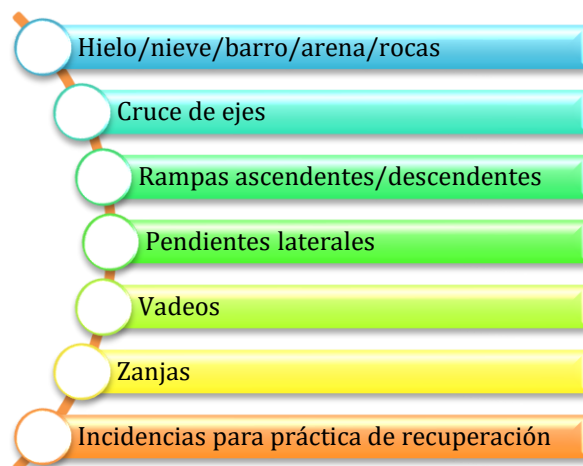 Hielo/nieve/barro/arena/rocas
Cruce de ejes
Rampas ascendentes/descendentes
Pendientes laterales
Vadeos
Zanjas
Incidencias para práctica de recuperación